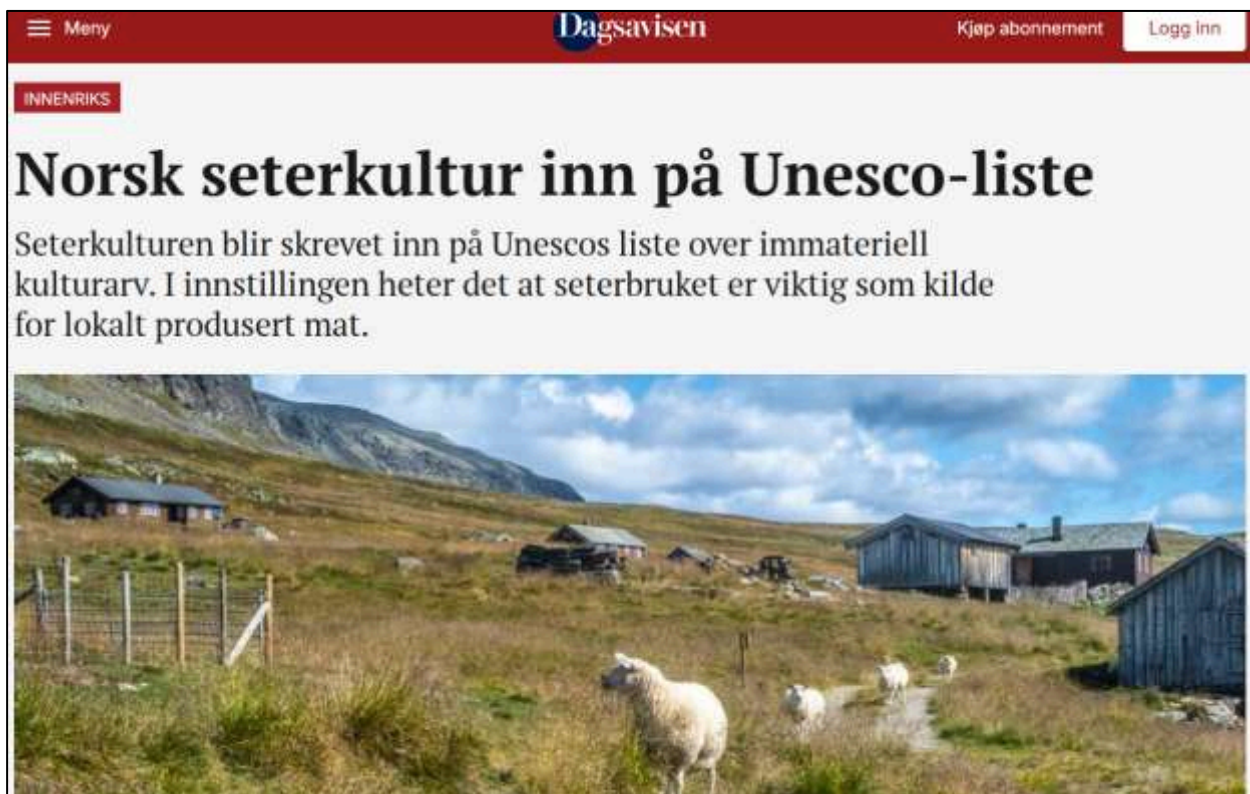 Meny
Dagsavisen
Kjøp abonnement
Logg inn
INNENRIKS
Norsk seterkultur inn på Unesco-liste
Seterkulturen blir skrevet inn på Unescos liste over immateriell
kulturarv. I innstillingen heter det at seterbruket er viktig som kilde
for lokalt produsert mat.